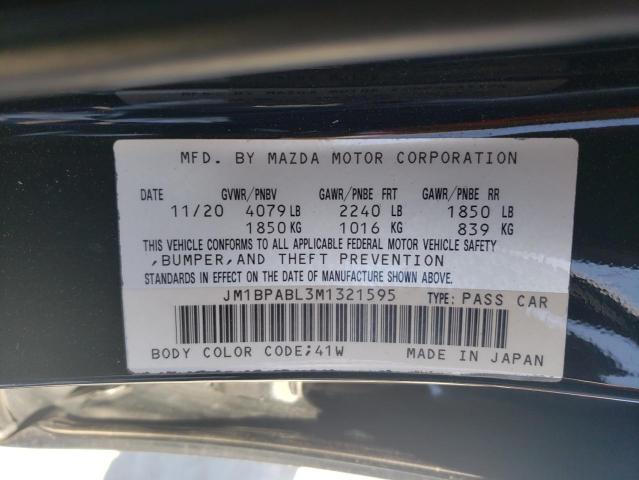 MFD. BY MAZDA MOTOR CORPORATION
DATE GVWR/PNBV GAWR/PNBE FRT GAWR/PNBE RR
11/20 4079 LB 2240 LB 1850 LB
1850 KG 1016 KG 839 KG
THIS VEHICLE CONFORMS TO ALL APPLICABLE FEDERAL MOTOR VEHICLE SAFETY
,BUMPER,AND THEFT PREVENTION
STANDARDS IN EFFECT ON THE DATE OF MANUFACTURE SHOWN ABOVE.
JM1BPABL3M1321595 TYPE: PASS CAR
BODY COLOR CODE;41W MADE IN JAPAN